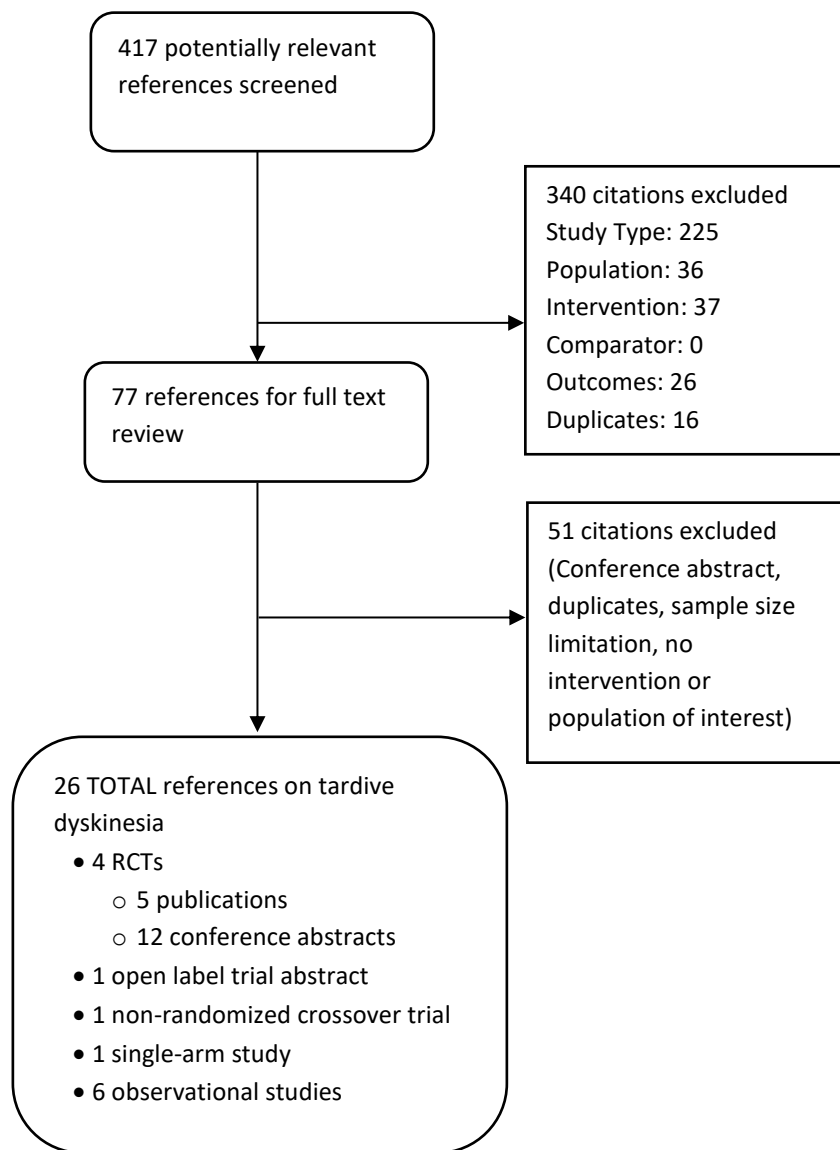 417 potentially relevant
references screened
340 citations excluded
Study Type: 225
Population: 36
Intervention: 37
Comparator: 0
Outcomes: 26
Duplicates: 16
77 references for full text
review
51 citations excluded
(Conference abstract,
duplicates, sample size
limitation, no
intervention or
population of interest)
26 TOTAL references on tardive
dyskinesia
• 4 RCTs
o 5 publications
o 12 conference abstracts
• 1 open label trial abstract
• 1 non-randomized crossover trial
• 1 single-arm study
• 6 observational studies